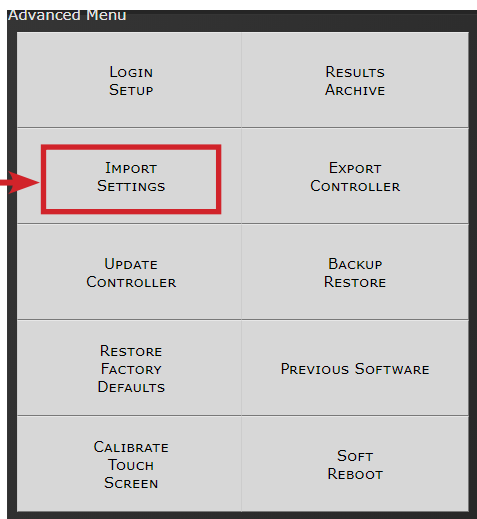 Advanced Menu
Login
Setup
Results
Archive
Import
Settings
Export
Controller
Update
Controller
Backup
Restore
Restore
Factory
Defaults
Previous Software
Calibrate
Touch
Screen
Soft
Reboot